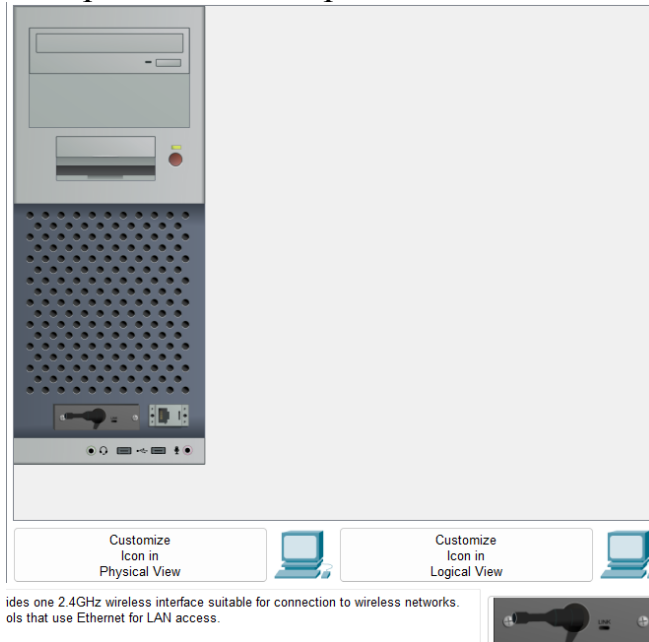 Customize
Icon in
Physical View
Customize
Icon in
Logical View
ides one 2.4GHz wireless interface suitable for connection to wireless networks.
ols that use Ethernet for LAN access.
LINK